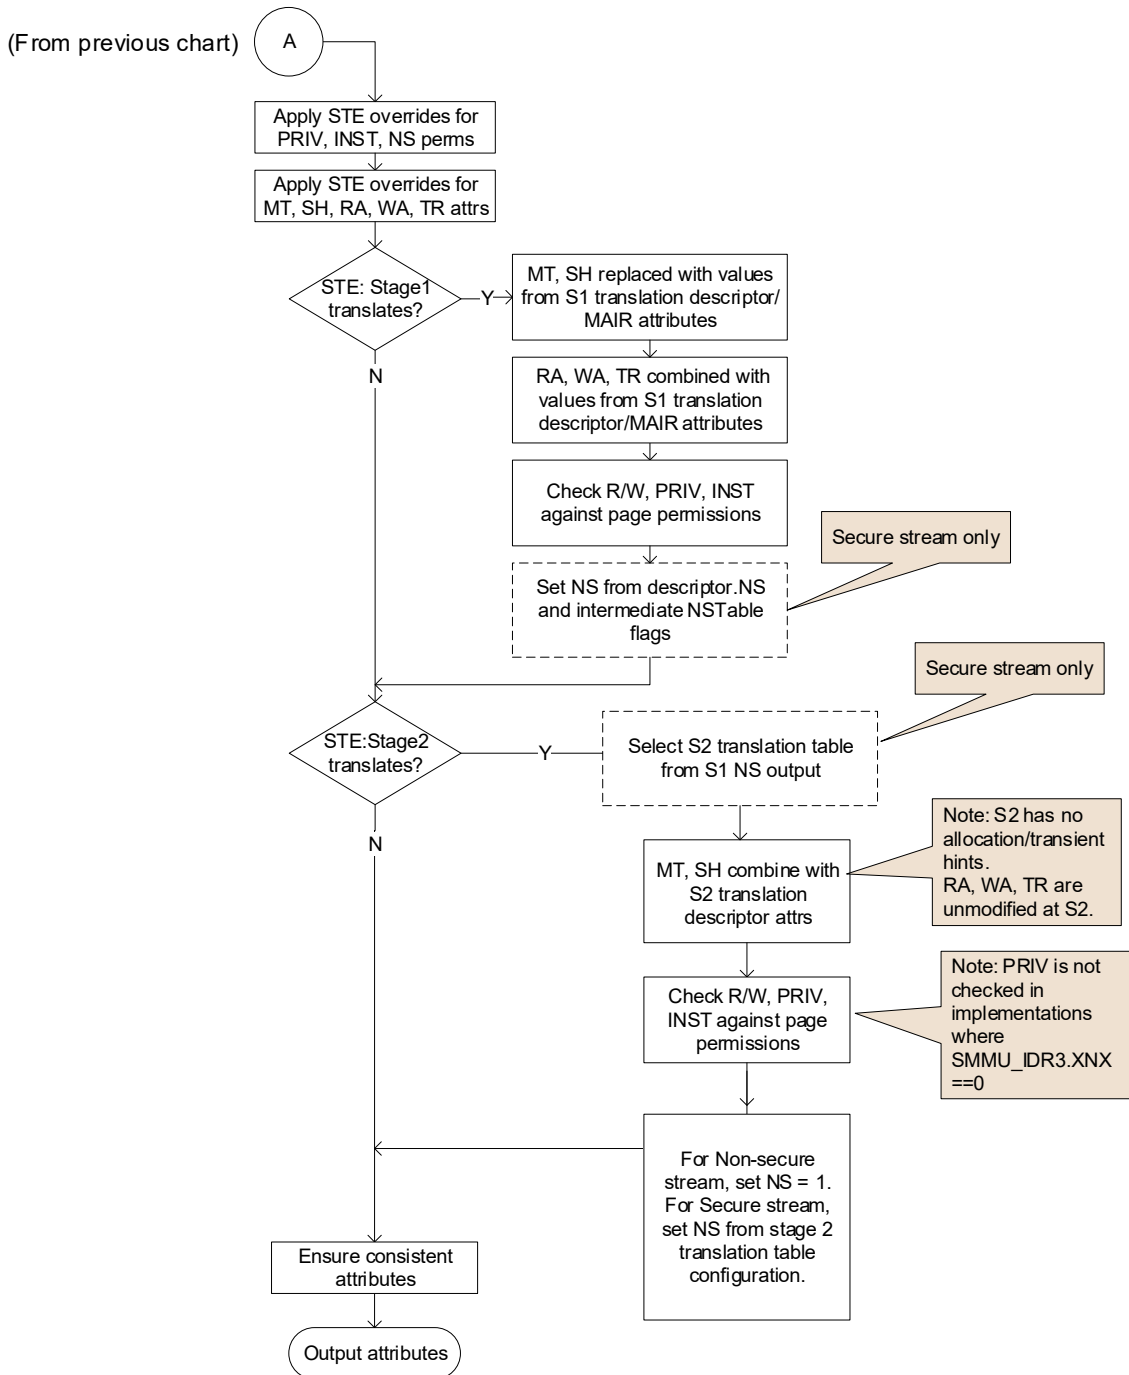 (From previous chart)
A
Apply STE overrides for
PRIV, INST, NS perms
Apply STE overrides for
MT, SH, RA, WA, TR attrs
STE: Stage1
translates?
Y
MT, SH replaced with values
from S1 translation descriptor/
MAIR attributes
N
RA, WA, TR combined with
values from S1 translation
descriptor/MAIR attributes
Check R/W, PRIV, INST
against page permissions
Secure stream only
Set NS from descriptor.NS
and intermediate NSTable
flags
Secure stream only
STE:Stage2
translates?
Y
Select S2 translation table
from S1 NS output
N
MT, SH combine with
S2 translation
descriptor attrs
Note: S2 has no
allocation/transient
hints.
RA, WA, TR are
unmodified at S2.
Check R/W, PRIV,
INST against page
permissions
Note: PRIV is not
checked in
implementations
where
SMMU_IDR3.XNX
==0
For Non-secure
stream, set NS = 1.
For Secure stream,
set NS from stage 2
translation table
configuration.
Ensure consistent
attributes
Output attributes